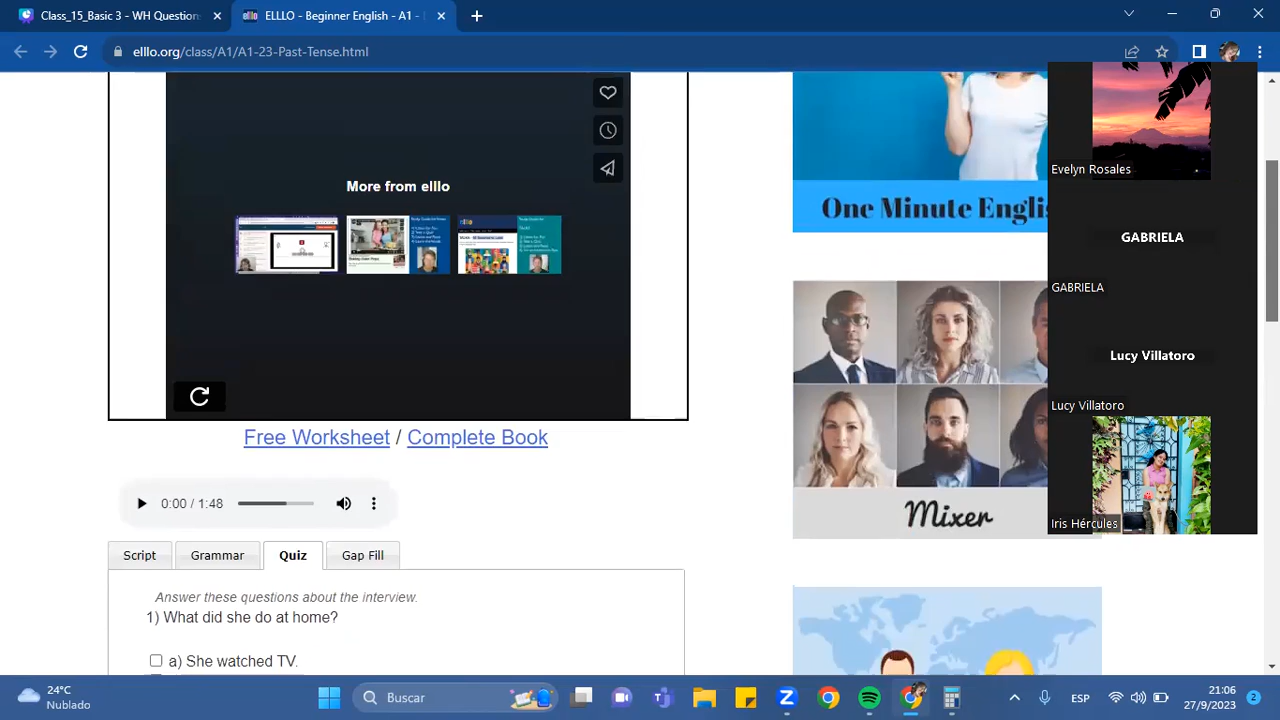 Class_15_Basic 3 - WH Question
ELLLO - Beginner English - A1 -
elllo.org/class/A1/A1-23-Past-Tense.html
More from elllo
Free Worksheet / Complete Book
0:00 / 1:48
Script
Grammar
Quiz
Gap Fill
Answer these questions about the interview.
1) What did she do at home?
a) She watched TV.
One Minute Englis
Mixer
Evelyn Rosales
GABRIELA
GABRIELA
Lucy Villatoro
Lucy Villatoro
Iris Hércules
24°C
Nublado
Buscar
ESP
21:06
27/9/2023
2